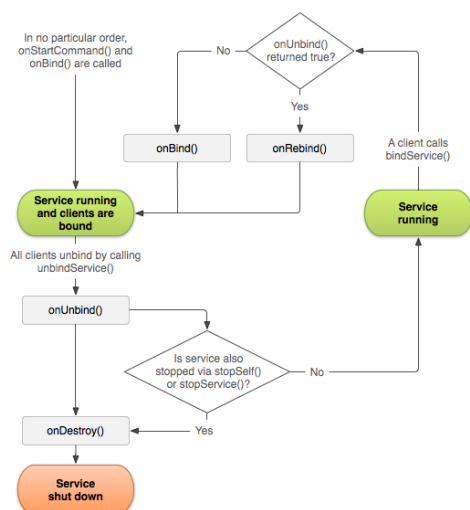 In no particular order,
onStartCommand() and
onBind() are called
No
onUnbind()
returned true?
Yes
A client calls
bindService()
onBind()
onRebind()
Service running
and clients are
bound
Service
running
All clients unbind by calling
unbindService()
onUnbind()
Is service also
stopped via stopSelf()
or stopService()?
No
onDestroy()
Yes
Service
shut down